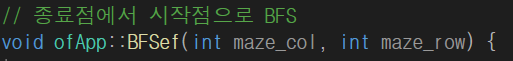 // 종료점에서 시작점으로 BFS
void ofApp::BFSef(int maze_col, int maze_row) {